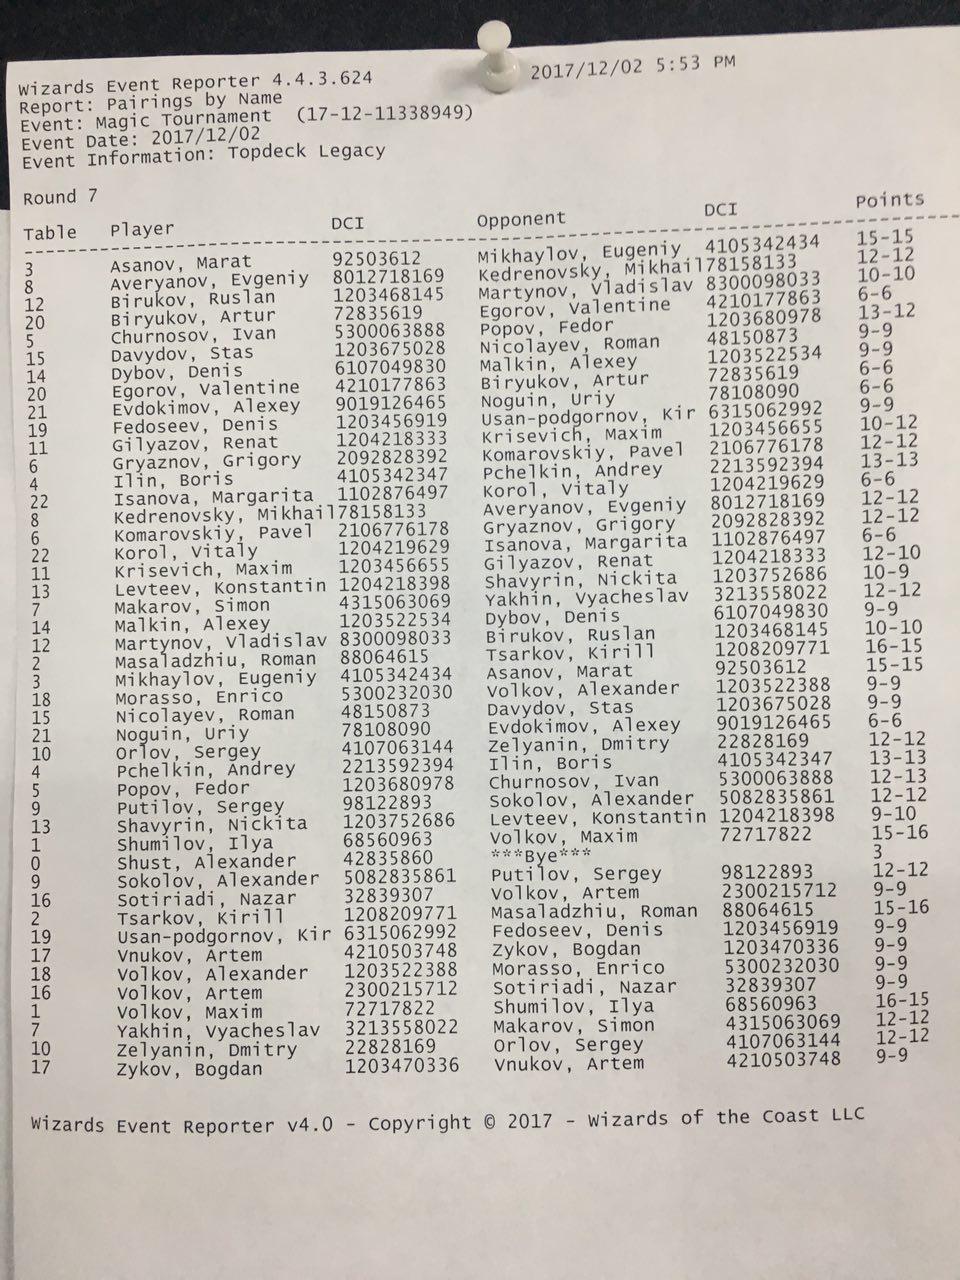 Wizards Event Reporter 4.4.3.624 2017/12/02 5:53 PM
Report: Pairings by Name
Event: Magic Tournament (17-12-11338949)
Event Date: 2017/12/02
Event Information: Topdeck Legacy
Round 7
Table Player DCI Opponent DCI Points
3 Asanov, Marat 92503612 Mikhaylov, Eugeniy 4105342434 15-15
8 Averyanov, Evgeniy 8012718169 Kedrenovsky, Mikhail78158133 12-12
12 Birukov, Ruslan 1203468145 Martynov, Vladislav 8300098033 10-10
20 Biryukov, Artur 72835619 Egorov, Valentine 4210177863 6-6
5 Churnosov, Ivan 5300063888 Popov, Fedor 1203680978 13-12
15 Davydov, Stas 1203675028 Nicolayev, Roman 48150873 9-9
14 Dybov, Denis 6107049830 Malkin, Alexey 1203522534 9-9
20 Egorov, Valentine 4210177863 Biryukov, Artur 72835619 6-6
21 Evdokimov, Alexey 9019126465 Noguin, Uriy 78108090 6-6
19 Fedoseev, Denis 1203456919 Usan-podgornov, Kir 6315062992 9-9
11 Gilyazov, Renat 1204218333 Krisevich, Maxim 1203456655 10-12
6 Gryaznov, Grigory 2092828392 Komarovskiy, Pavel 2106776178 12-12
4 Ilin, Boris 4105342347 Pchelkin, Andrey 2213592394 13-13
22 Isanova, Margarita 1102876497 Korol, Vitaly 1204219629 6-6
8 Kedrenovsky, Mikhail78158133 Averyanov, Evgeniy 8012718169 12-12
6 Komarovskiy, Pavel 2106776178 Gryaznov, Grigory 2092828392 12-12
22 Korol, Vitaly 1204219629 Isanova, Margarita 1102876497 6-6
11 Krisevich, Maxim 1203456655 Gilyazov, Renat 1204218333 12-10
13 Levteev, Konstantin 1204218398 Shavyrin, Nickita 1203752686 10-9
7 Makarov, Simon 4315063069 Yakhin, Vyacheslav 3213558022 12-12
14 Malkin, Alexey 1203522534 Dybov, Denis 6107049830 9-9
12 Martynov, Vladislav 8300098033 Birukov, Ruslan 1203468145 10-10
2 Masaladzhiu, Roman 88064615 Tsarkov, Kirill 1208209771 16-15
3 Mikhaylov, Eugeniy 4105342434 Asanov, Marat 92503612 15-15
18 Morasso, Enrico 5300232030 Volkov, Alexander 1203522388 9-9
15 Nicolayev, Roman 48150873 Davydov, Stas 1203675028 9-9
21 Noguin, Uriy 78108090 Evdokimov, Alexey 9019126465 6-6
10 Orlov, Sergey 4107063144 Zelyanin, Dmitry 22828169 12-12
4 Pchelkin, Andrey 2213592394 Ilin, Boris 4105342347 13-13
5 Popov, Fedor 1203680978 Churnosov, Ivan 5300063888 12-13
9 Putilov, Sergey 98122893 Sokolov, Alexander 5082835861 12-12
13 Shavyrin, Nickita 1203752686 Levteev, Konstantin 1204218398 9-10
1 Shumilov, Ilya 68560963 Volkov, Maxim 72717822 15-16
0 Shust, Alexander 42835860 ***Bye*** 3
9 Sokolov, Alexander 5082835861 Putilov, Sergey 98122893 12-12
16 Sotiriadi, Nazar 32839307 Volkov, Artem 2300215712 9-9
2 Tsarkov, Kirill 1208209771 Masaladzhiu, Roman 88064615 15-16
19 Usan-podgornov, Kir 6315062992 Fedoseev, Denis 1203456919 9-9
17 Vnukov, Artem 4210503748 Zykov, Bogdan 1203470336 9-9
18 Volkov, Alexander 1203522388 Morasso, Enrico 5300232030 9-9
16 Volkov, Artem 2300215712 Sotiriadi, Nazar 32839307 9-9
1 Volkov, Maxim 72717822 Shumilov, Ilya 68560963 16-15
7 Yakhin, Vyacheslav 3213558022 Makarov, Simon 4315063069 12-12
10 Zelyanin, Dmitry 22828169 Orlov, Sergey 4107063144 12-12
17 Zykov, Bogdan 1203470336 Vnukov, Artem 4210503748 9-9
Wizards Event Reporter v4.0 - Copyright © 2017 - Wizards of the Coast LLC